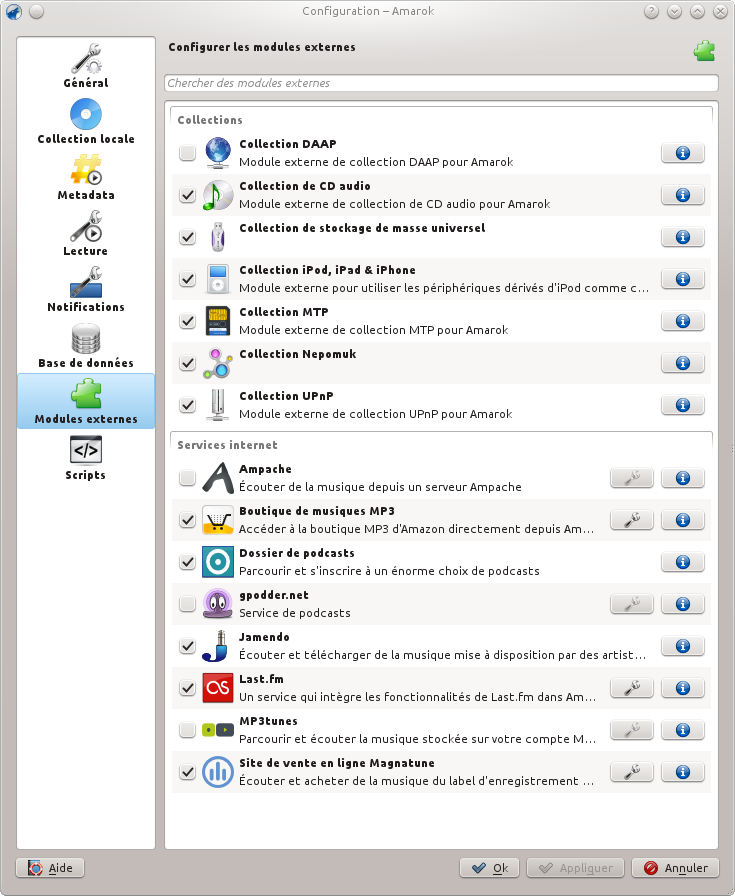 Configuration – Amarok
Général
Collection locale
Metadata
Lecture
Notifications
Base de données
Modules externes
Scripts
Configurer les modules externes
Chercher des modules externes
Collections
Collection DAAP
Module externe de collection DAAP pour Amarok
Collection de CD audio
Module externe de collection de CD audio pour Amarok
Collection de stockage de masse universel
Collection iPod, iPad & iPhone
Module externe pour utiliser les périphériques dérivés d'iPod comme c...
Collection MTP
Module externe de collection MTP pour Amarok
Collection Nepomuk
Collection UPnP
Module externe de collection UPnP pour Amarok
Services internet
Ampache
Écouter de la musique depuis un serveur Ampache
Boutique de musiques MP3
Accéder à la boutique MP3 d'Amazon directement depuis Am...
Dossier de podcasts
Parcourir et s'inscrire à un énorme choix de podcasts
gpodder.net
Service de podcasts
Jamendo
Écouter et télécharger de la musique mise à disposition par des artist...
Last.fm
Un service qui intègre les fonctionnalités de Last.fm dans Am...
MP3tunes
Parcourir et écouter la musique stockée sur votre compte M...
Site de vente en ligne Magnatune
Écouter et acheter de la musique du label d'enregistrement ...
Aide
Ok
Appliguer
Annuler